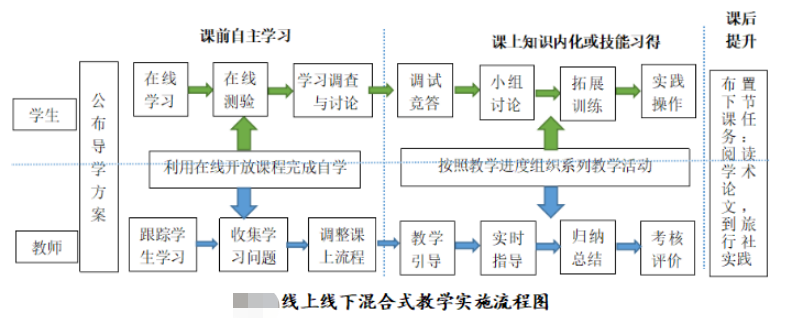 课前自主学习
课上知识内化或技能习得
课后
提升
学生
教师
公
布
导
学
方
案
在线
学习
在线
测验
学习调查
与讨论
调试
竞答
小组
讨论
拓展
训练
实践
操作
利用在线开放课程完成自学
按照教学进度组织系列教学活动
跟踪学
生学习
收集学
习问题
调整课
上流程
教学
引导
实时
指导
归纳
总结
考核
评价
布置
下节
课任
务：
阅读
学术
论
文，
到旅
行社
实践
线上线下混合式教学实施流程图